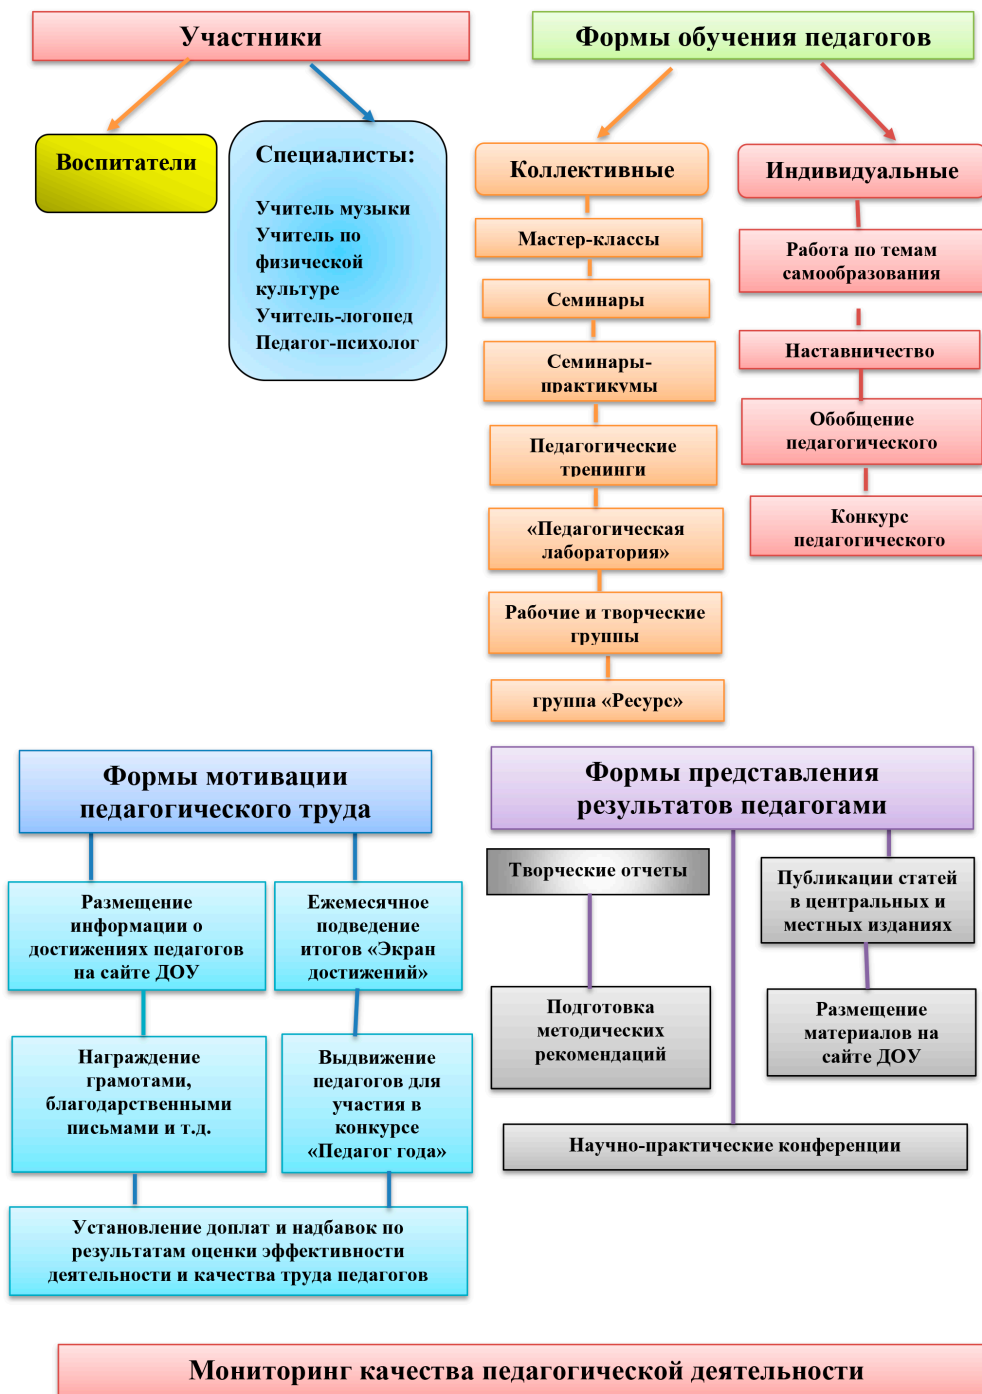 Участники
Воспитатели
Специалисты:
Учитель музыки
Учитель по
физической
культуре
Учитель-логопед
Педагог-психолог
Формы обучения педагогов
Коллективные
Мастер-классы
Семинары
Семинары-
практикумы
Педагогические
тренинги
«Педагогическая
лаборатория»
Рабочие и творческие
группы
группа «Ресурс»
Индивидуальные
Работа по темам
самообразования
Наставничество
Обобщение
педагогического
Конкурс
педагогического
Формы мотивации
педагогического труда
Размещение
информации о
достижениях педагогов
на сайте ДОУ
Ежемесячное
подведение
итогов «Экран
достижений»
Награждение
грамотами,
благодарственными
письмами и т.д.
Выдвижение
педагогов для
участия в
конкурсе
«Педагог года»
Установление доплат и надбавок по
результатам оценки эффективности
деятельности и качества труда педагогов
Формы представления
результатов педагогами
Творческие отчеты
Подготовка
методических
рекомендаций
Публикации статей
в центральных и
местных изданиях
Размещение
материалов на
сайте ДОУ
Научно-практические конференции
Мониторинг качества педагогической деятельности